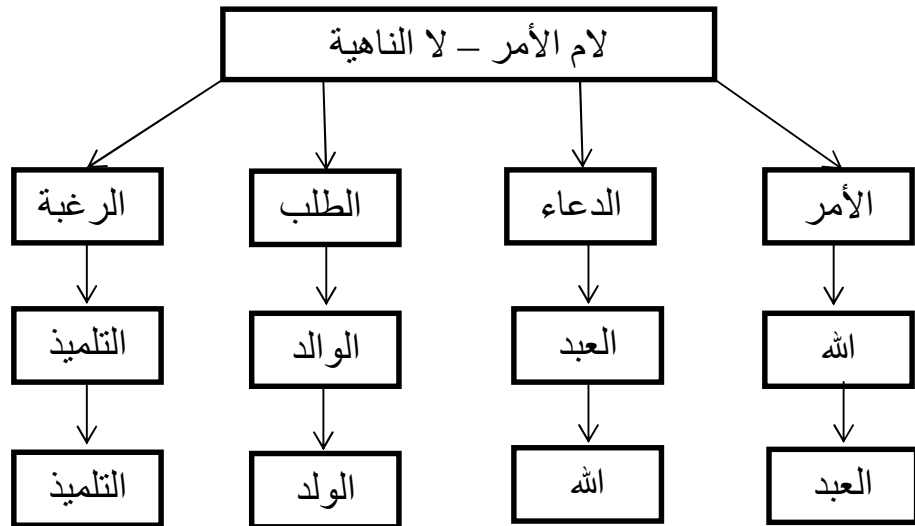 لام الأمر – لا الناهية
الأمر
الدعاء
الطلب
الرغبة
الله
العبد
الوالد
التلميذ
العبد
الله
الولد
التلميذ